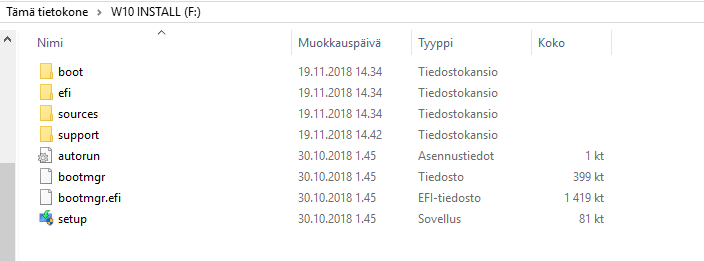 Tämä tietokone > W10 INSTALL (F:)
Nimi Muokkauspäivä Tyyppi Koko
boot 19.11.2018 14.34 Tiedostokansio
efi 19.11.2018 14.34 Tiedostokansio
sources 19.11.2018 14.34 Tiedostokansio
support 19.11.2018 14.42 Tiedostokansio
autorun 30.10.2018 1.45 Asennustiedot 1 kt
bootmgr 30.10.2018 1.45 Tiedosto 399 kt
bootmgr.efi 30.10.2018 1.45 EFI-tiedosto 1 419 kt
setup 30.10.2018 1.45 Sovellus 81 kt